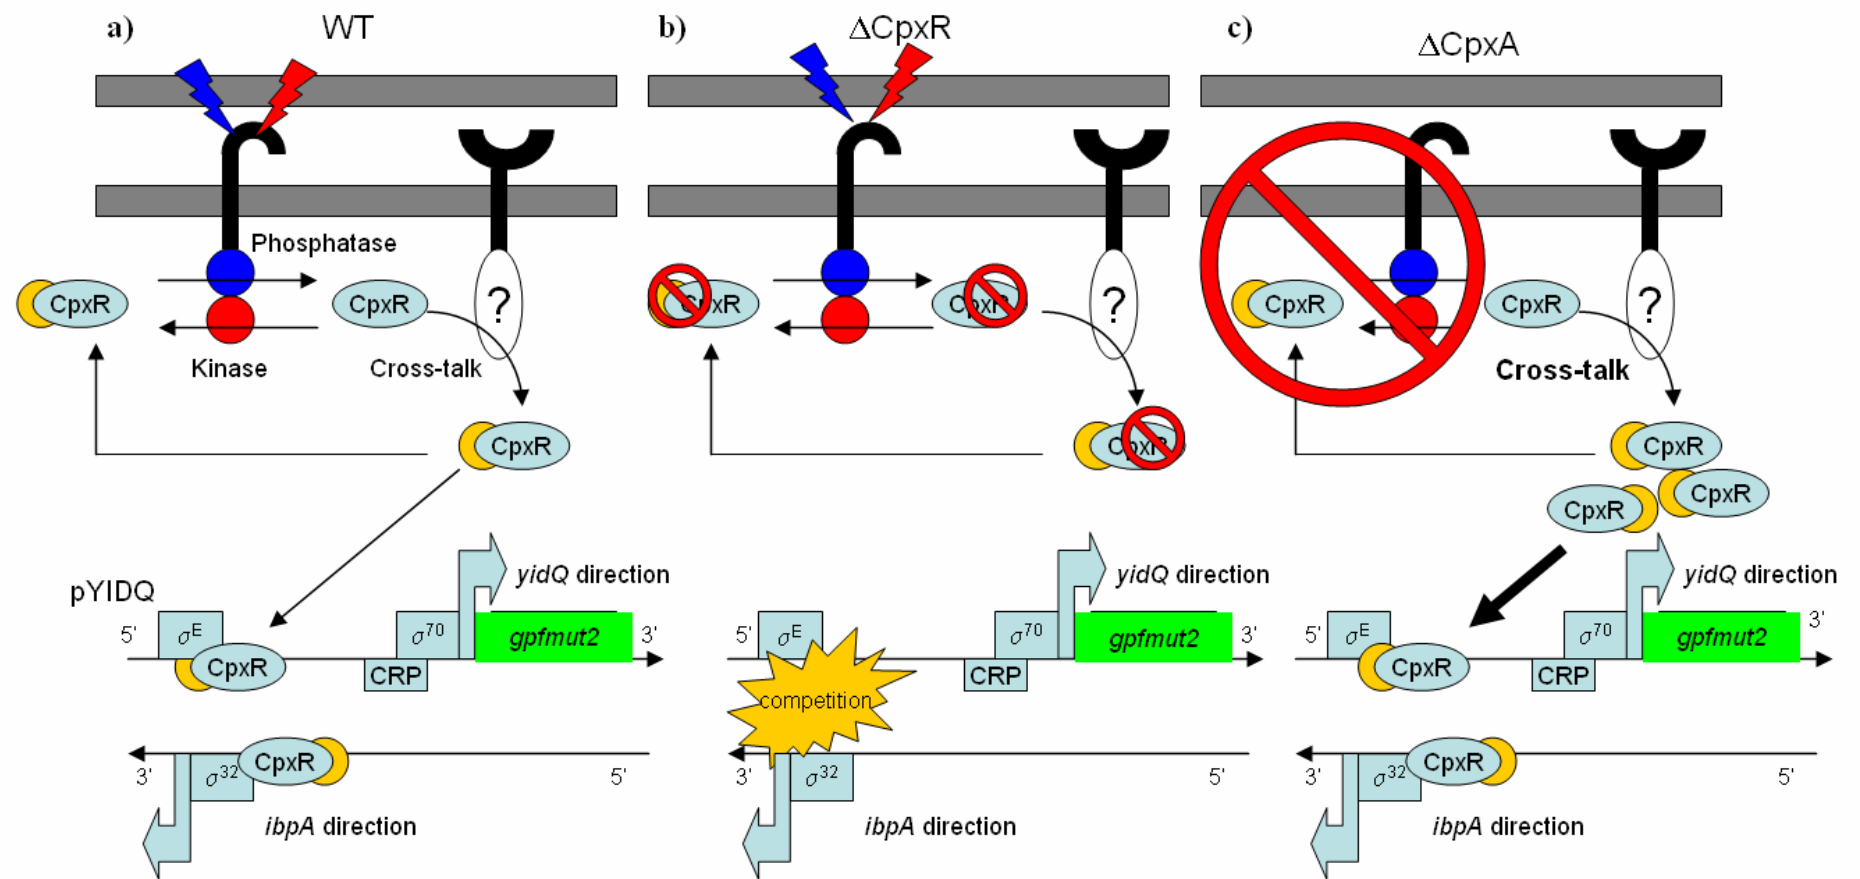 a) WT
Phosphatase
CpxR
CpxR
?
Kinase
Cross-talk
CpxR
pYIDQ
yidQ direction
5'
σE
CpxR
CRP
σ70
gpfmut2
3'
3'
σ32
CpxR
5'
ibpA direction
b) ΔCpxR
CpxR
CpxR
?
CpxR
yidQ direction
5'
σE
CRP
σ70
gpfmut2
3'
competition
3'
σ32
5'
ibpA direction
c) ΔCpxA
CpxR
CpxR
?
Cross-talk
CpxR
CpxR
CpxR
yidQ direction
5'
σE
CpxR
CRP
σ70
gpfmut2
3'
3'
σ32
CpxR
5'
ibpA direction